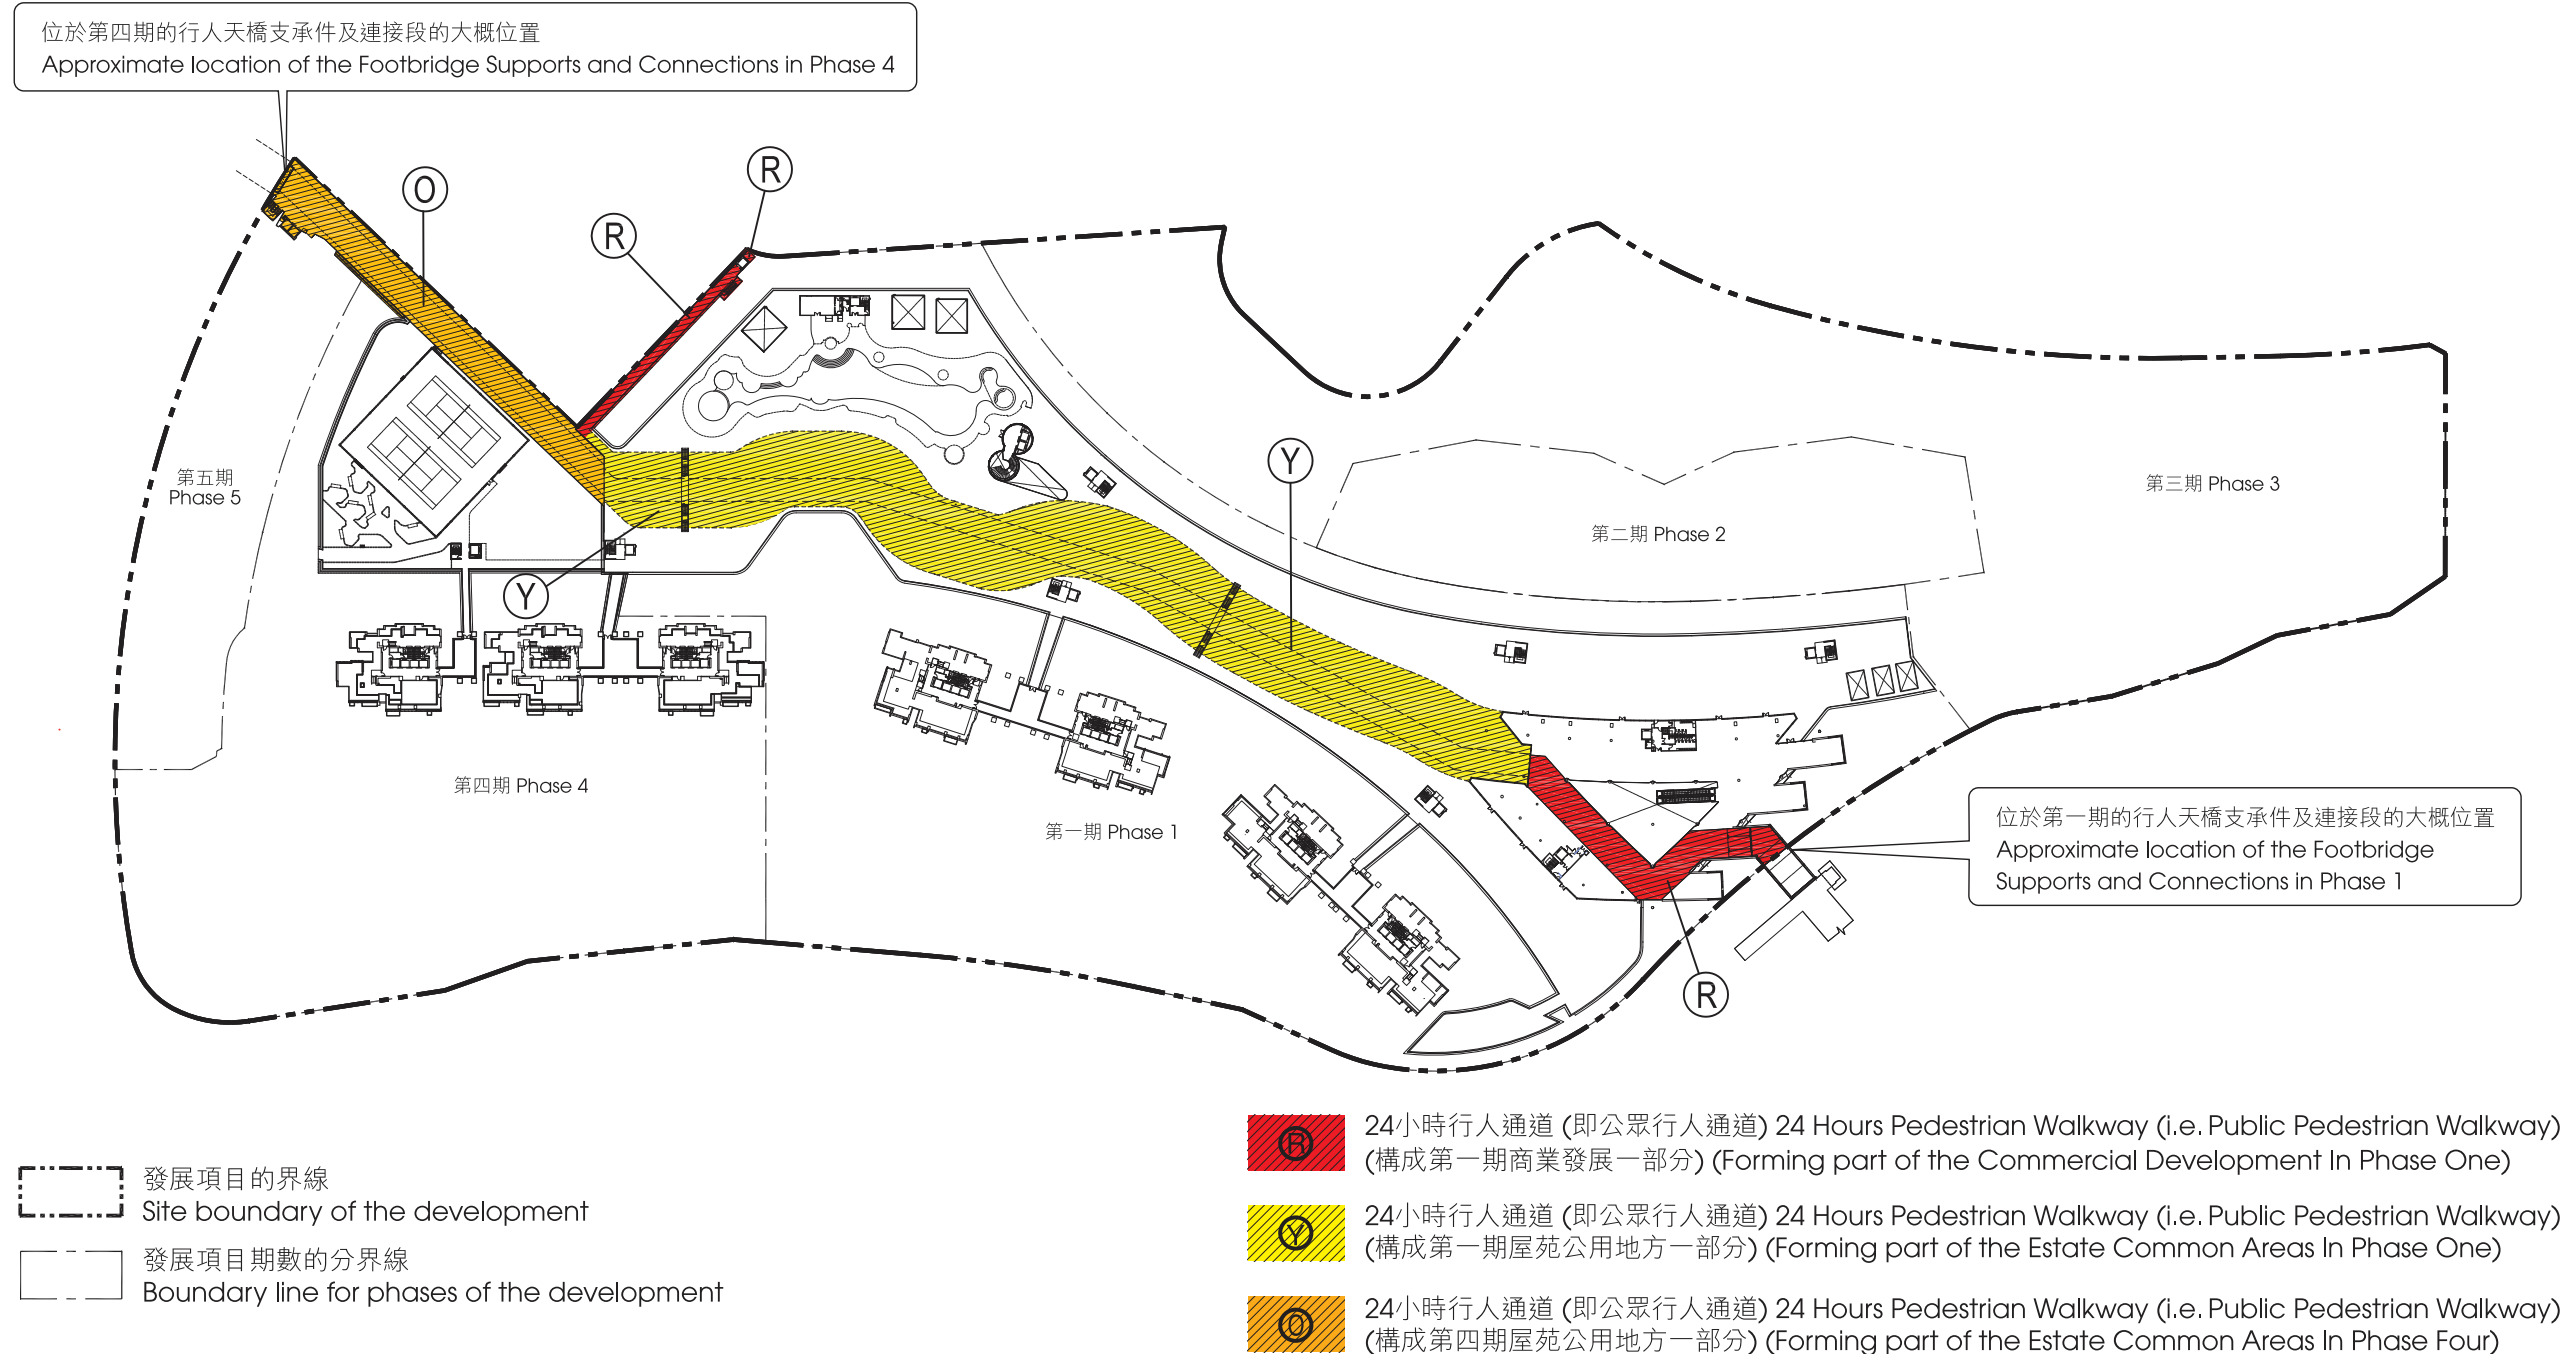 位於第四期的行人天橋支承件及連接段的大概位置
Approximate location of the Footbridge Supports and Connections in Phase 4
O
R
R
Y
第五期
Phase 5
第三期 Phase 3
第二期 Phase 2
Y
第四期 Phase 4
第一期 Phase 1
位於第一期的行人天橋支承件及連接段的大概位置
Approximate location of the Footbridge
Supports and Connections in Phase 1
R
發展項目的界線
Site boundary of the development
發展項目期數的分界線
Boundary line for phases of the development
R 24小時行人通道 (即公眾行人通道) 24 Hours Pedestrian Walkway (i.e. Public Pedestrian Walkway)
(構成第一期商業發展一部分) (Forming part of the Commercial Development In Phase One)
Y 24小時行人通道 (即公眾行人通道) 24 Hours Pedestrian Walkway (i.e. Public Pedestrian Walkway)
(構成第一期屋苑公用地方一部分) (Forming part of the Estate Common Areas In Phase One)
O 24小時行人通道 (即公眾行人通道) 24 Hours Pedestrian Walkway (i.e. Public Pedestrian Walkway)
(構成第四期屋苑公用地方一部分) (Forming part of the Estate Common Areas In Phase Four)